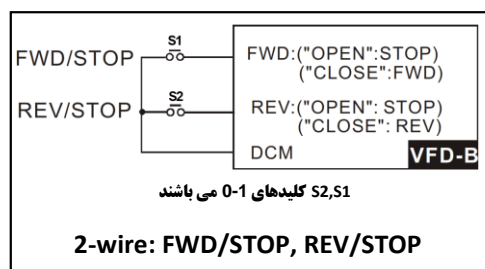 S1
FWD/STOP
FWD:("OPEN":STOP)
("CLOSE":FWD)
S2
REV/STOP
REV:("OPEN": STOP)
("CLOSE": REV)
DCM
VFD-B
S2,S1 کلیدهای 0-1 می باشند
2-wire: FWD/STOP, REV/STOP